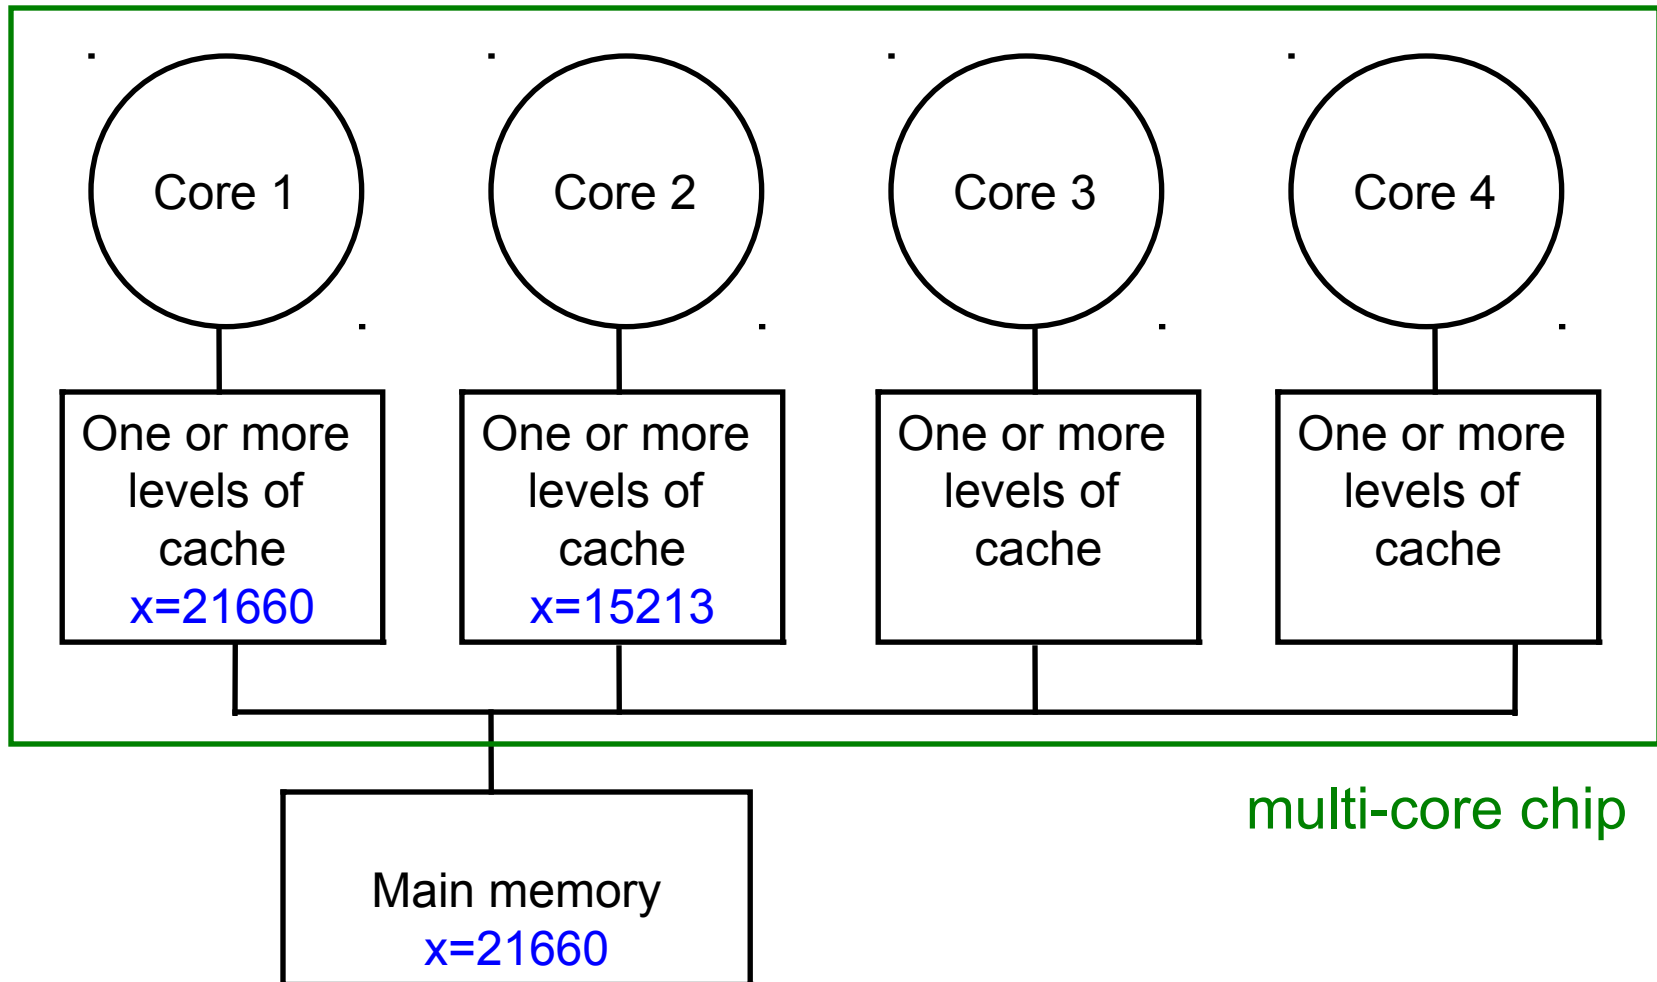 Core 1
Core 2
Core 3
Core 4
One or more
levels of
cache
x=21660
One or more
levels of
cache
x=15213
One or more
levels of
cache
One or more
levels of
cache
multi-core chip
Main memory
x=21660